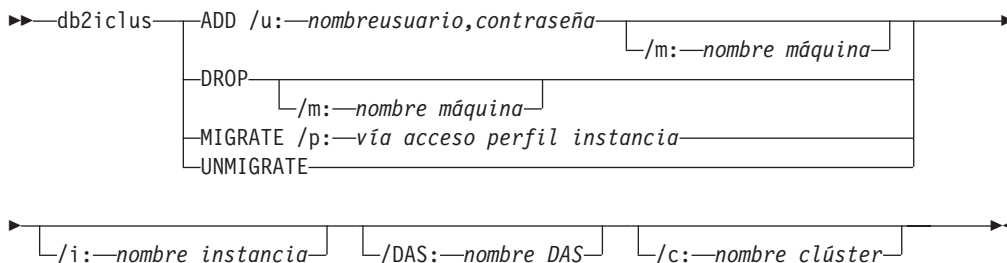 db2iclus ADD /u: nombreusuario,contraseña
/m: nombre máquina
DROP
/m: nombre máquina
MIGRATE /p: vía acceso perfil instancia
UNMIGRATE
/i: nombre instancia /DAS: nombre DAS /c: nombre clúster